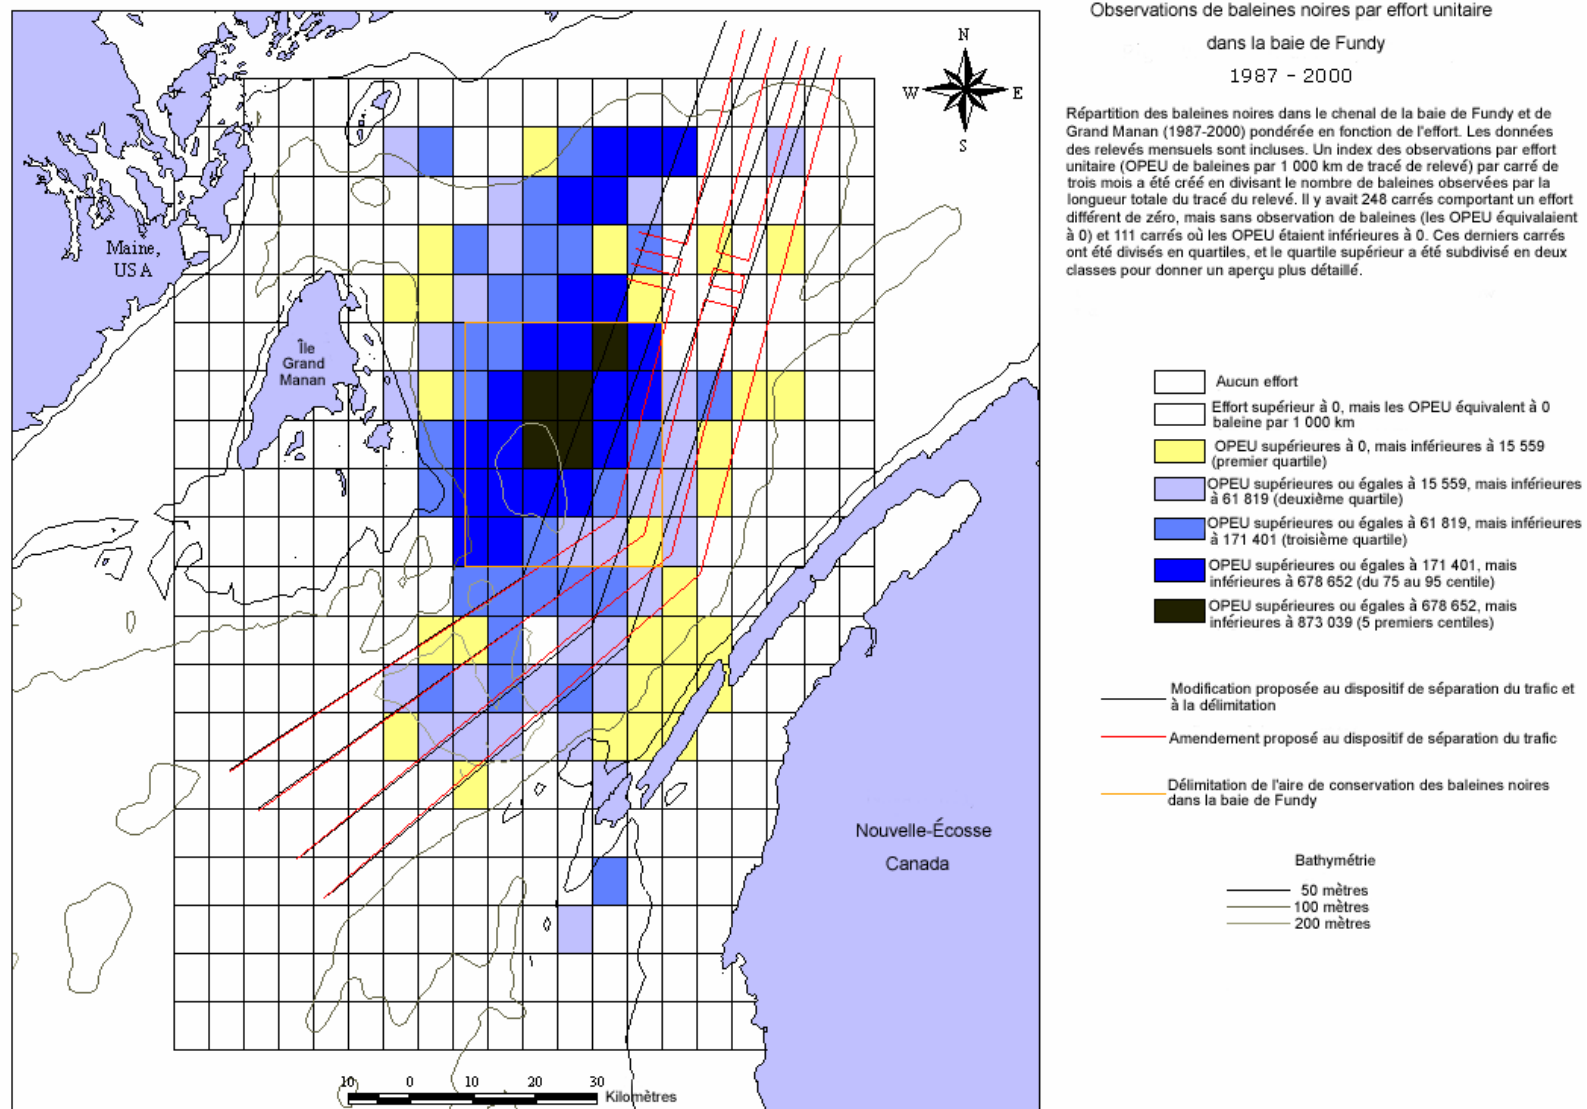 Observations de baleines noires par effort unitaire
dans la baie de Fundy
1987 - 2000
Répartition des baleines noires dans le chenal de la baie de Fundy et de
Grand Manan (1987-2000) pondérée en fonction de l'effort. Les données
des relevés mensuels sont incluses. Un index des observations par effort
unitaire (OPEU de baleines par 1 000 km de tracé de relevé) par carré de
trois mois a été créé en divisant le nombre de baleines observées par la
longueur totale du tracé du relevé. Il y avait 248 carrés comportant un effort
différent de zéro, mais sans observation de baleines (les OPEU équivalaient
à 0) et 111 carrés où les OPEU étaient inférieures à 0. Ces derniers carrés
ont été divisés en quartiles, et le quartile supérieur a été subdivisé en deux
classes pour donner un aperçu plus détaillé.
N
W
E
S
Maine,
USA
Île
Grand
Manan
Aucun effort
Effort supérieur à 0, mais les OPEU équivalent à 0
baleine par 1 000 km
OPEU supérieures à 0, mais inférieures à 15 559
(premier quartile)
OPEU supérieures ou égales à 15 559, mais inférieures
à 61 819 (deuxième quartile)
OPEU supérieures ou égales à 61 819, mais inférieures
à 171 401 (troisième quartile)
OPEU supérieures ou égales à 171 401, mais
inférieures à 678 652 (du 75 au 95 centile)
OPEU supérieures ou égales à 678 652, mais
inférieures à 873 039 (5 premiers centiles)
Modification proposée au dispositif de séparation du trafic et
à la délimitation
Amendement proposé au dispositif de séparation du trafic
Délimitation de l'aire de conservation des baleines noires
dans la baie de Fundy
Nouvelle-Écosse
Canada
Bathymétrie
50 mètres
100 mètres
200 mètres
10 0 10 20 30
Kilomètres